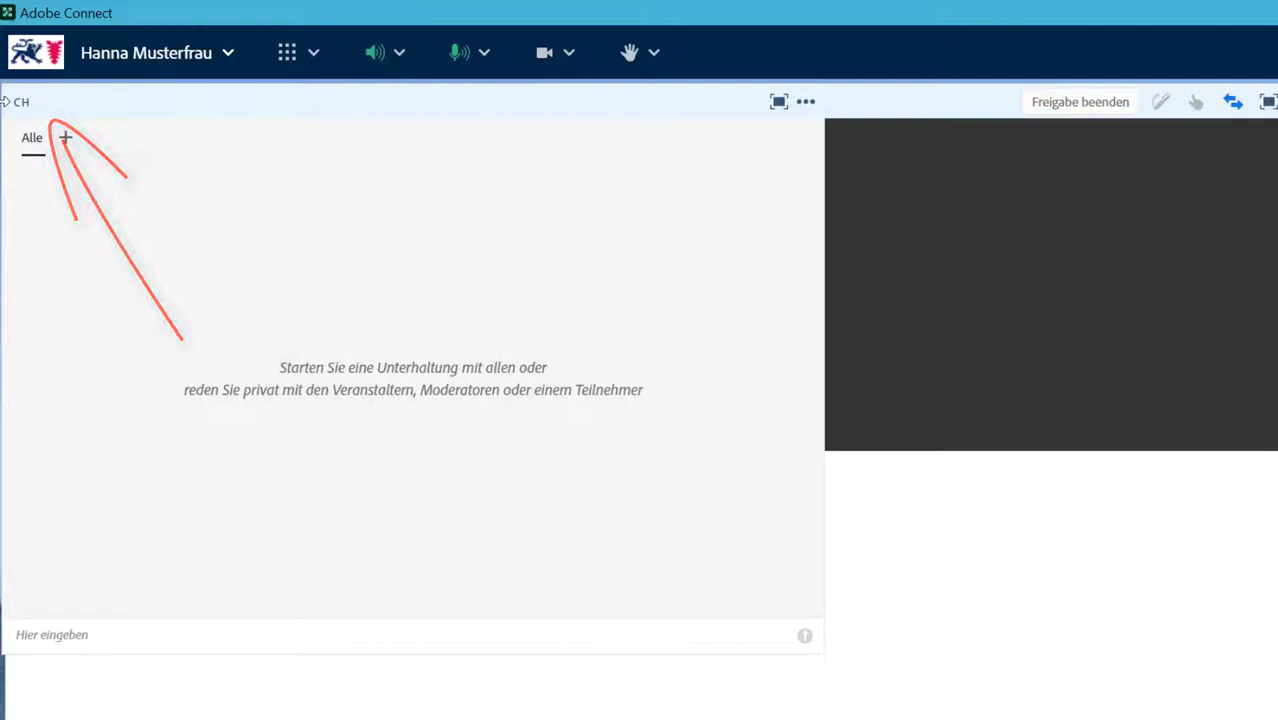 Adobe Connect
Hanna Musterfrau
CH
Freigabe beenden
Alle
Starten Sie eine Unterhaltung mit allen oder
reden Sie privat mit den Veranstaltern, Moderatoren oder einem Teilnehmer
Hier eingeben